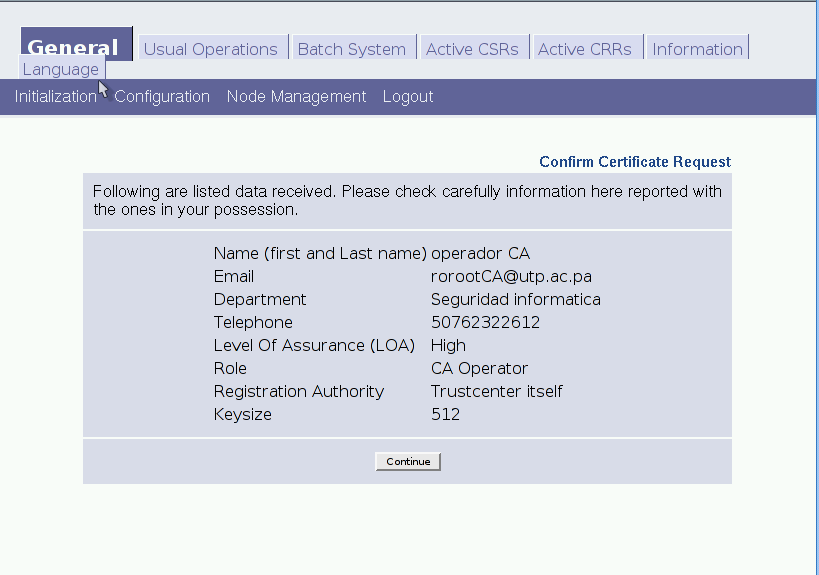 General Usual Operations Batch System Active CSRs Active CRRs Information
Language
Initialization Configuration Node Management Logout
Confirm Certificate Request
Following are listed data received. Please check carefully information here reported with
the ones in your possession.
Name (first and Last name) operador CA
Email rorootCA@utp.ac.pa
Department Seguridad informatica
Telephone 50762322612
Level Of Assurance (LOA) High
Role CA Operator
Registration Authority Trustcenter itself
Keysize 512
Continue